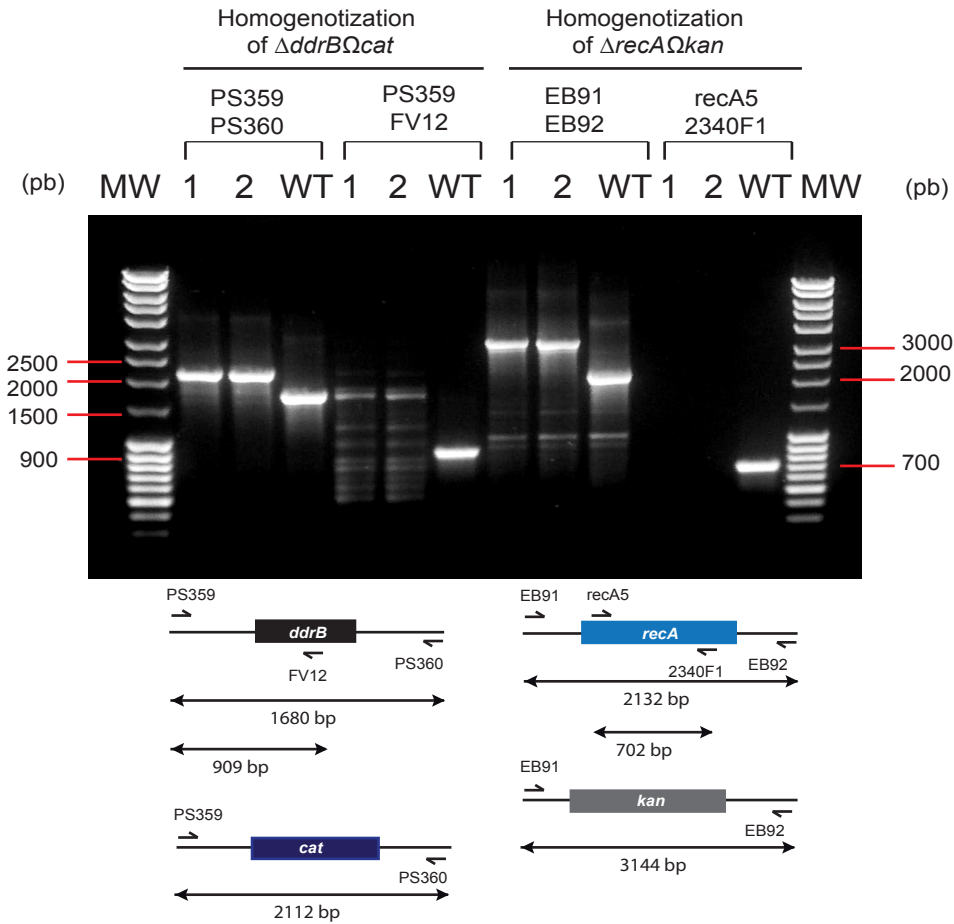 Homogenotization
of ΔddrBΩcat
Homogenotization
of ΔrecAΩkan
PS359
PS360
PS359
FV12
EB91
EB92
recA5
2340F1
(pb) MW 1 2 WT 1 2 WT 1 2 WT 1 2 WT MW (pb)
2500
2000
1500
900
3000
2000
700
PS359
ddrB
FV12
PS360
1680 bp
909 bp
PS359
cat
PS360
2112 bp
EB91
recA5
recA
2340F1
EB92
2132 bp
702 bp
EB91
kan
EB92
3144 bp